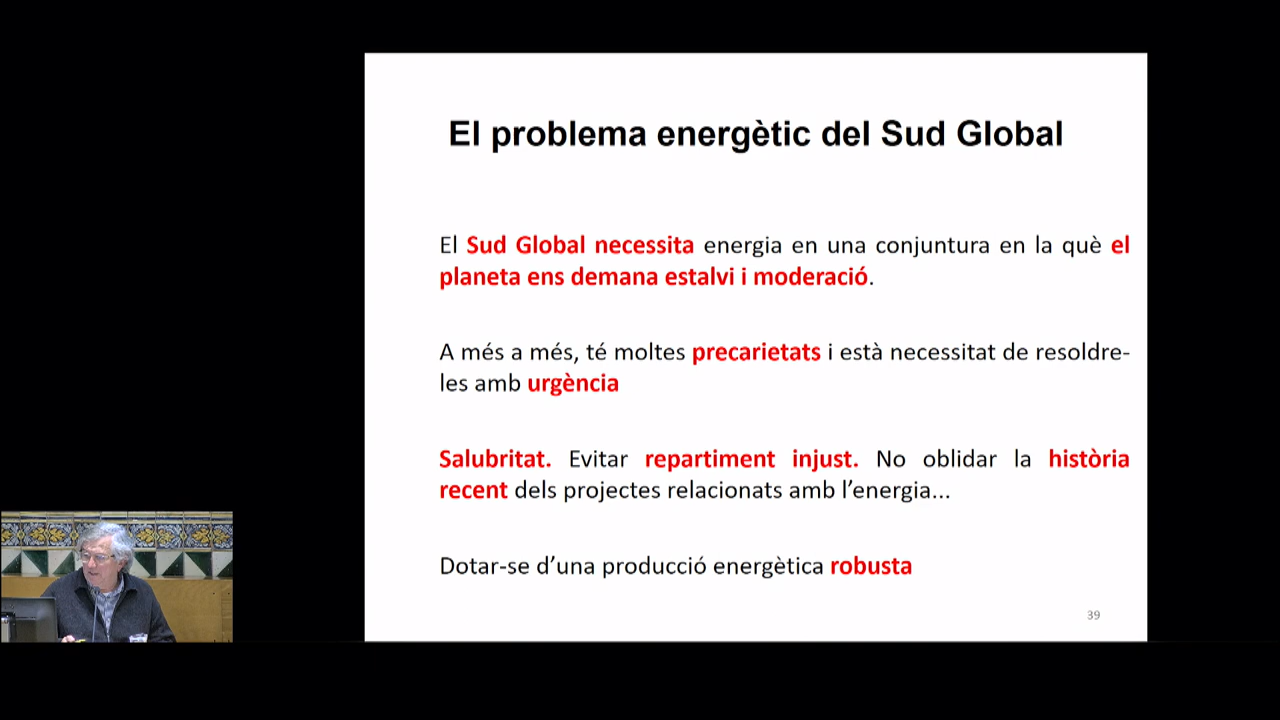 El problema energètic del Sud Global
El Sud Global necessita energia en una conjuntura en la què el
planeta ens demana estalvi i moderació.
A més a més, té moltes precarietats i està necessitat de resoldre-
les amb urgència
Salubritat. Evitar repartiment injust. No oblidar la història
recent dels projectes relacionats amb l’energia...
Dotar-se d’una producció energètica robusta
39